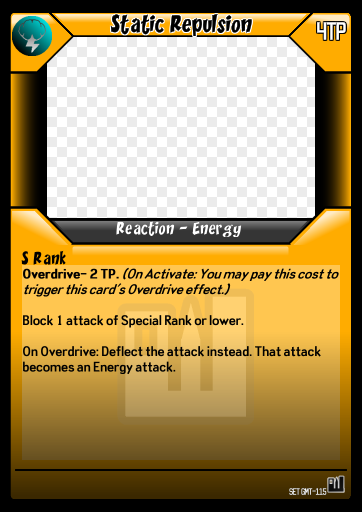 Static Repulsion
4TP
Reaction - Energy
S Rank
Overdrive- 2 TP. (On Activate: You may pay this cost to
trigger this card's Overdrive effect.)
Block 1 attack of Special Rank or lower.
On Overdrive: Deflect the attack instead. That attack
becomes an Energy attack.
SET GMT-115